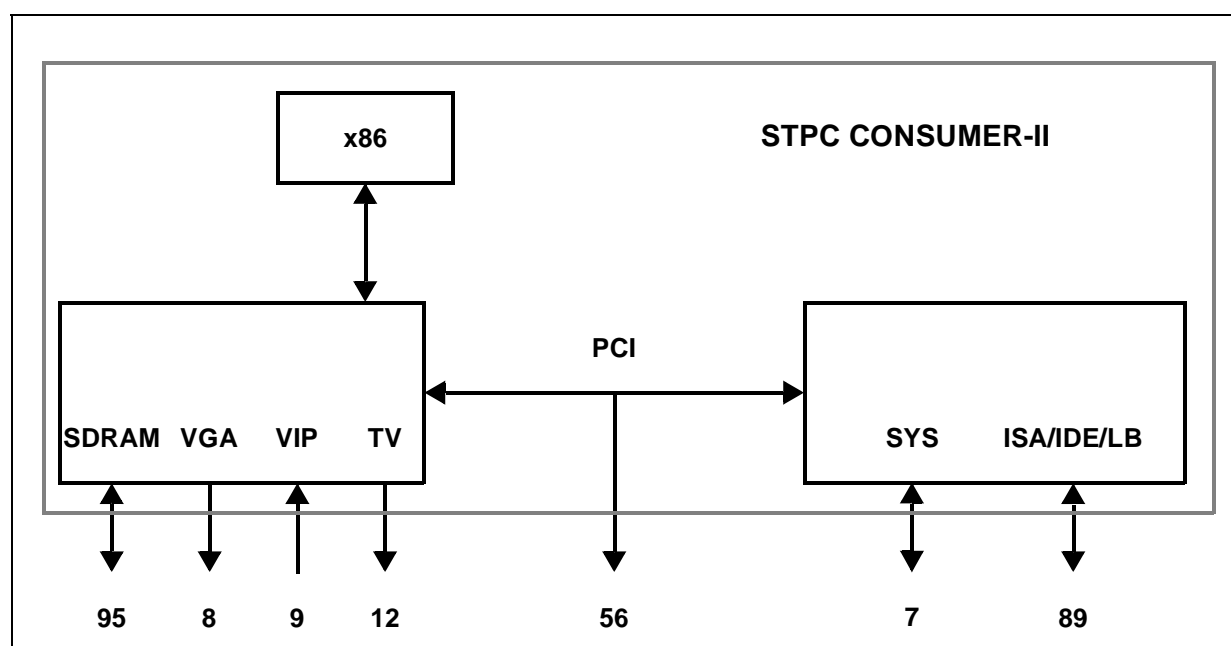 x86
STPC CONSUMER-II
PCI
SDRAM VGA VIP TV
SYS ISA/IDE/LB
95 8 9 12 56 7 89